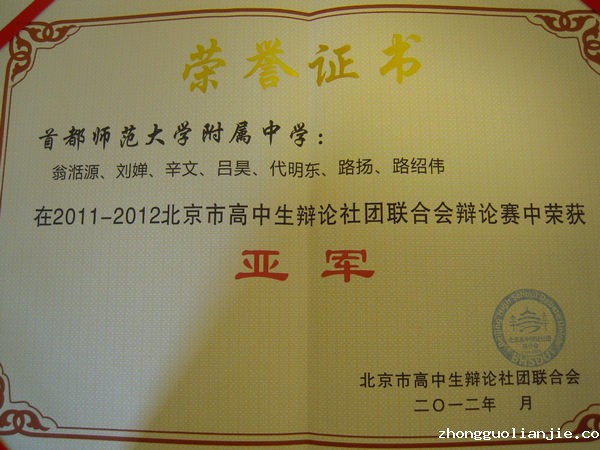 荣誉证书
首都师范大学附属中学：
翁湉源、刘婵、辛文、吕昊、代明东、路扬、路绍伟
在2011-2012北京市高中生辩论社团联合会辩论赛中荣获
亚军
北京市高中生辩论社团联合会
二〇一二年 月
zhongguolianjie.co